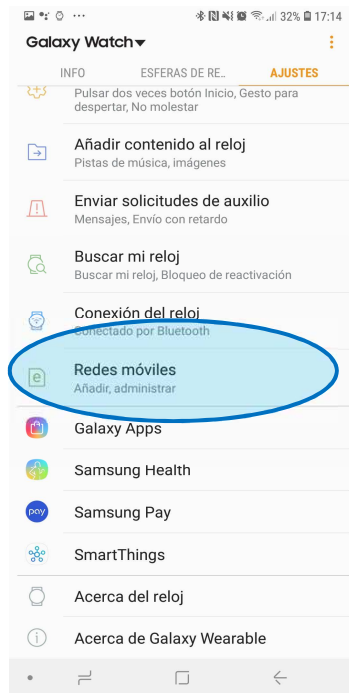 32% 17:14
Galaxy Watch
INFO ESFERAS DE RE.. AJUSTES
Pulsar dos veces botón Inicio, Gesto para
despertar, No molestar
Añadir contenido al reloj
Pistas de música, imágenes
Enviar solicitudes de auxilio
Mensajes, Envío con retardo
Buscar mi reloj
Buscar mi reloj, Bloqueo de reactivación
Conexión del reloj
Conectado por Bluetooth
e Redes móviles
Añadir, administrar
Galaxy Apps
Samsung Health
pay Samsung Pay
SmartThings
Acerca del reloj
Acerca de Galaxy Wearable